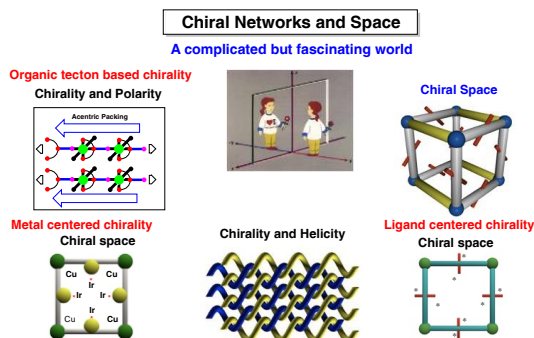 Chiral Networks and Space
A complicated but fascinating world
Organic tecton based chirality
Chirality and Polarity
Acentric Packing
Chiral Space
Metal centered chirality
Chiral space
Cu
Cu
Ir
Ir
Ir
Ir
Cu
Cu
Chirality and Helicity
Ligand centered chirality
Chiral space